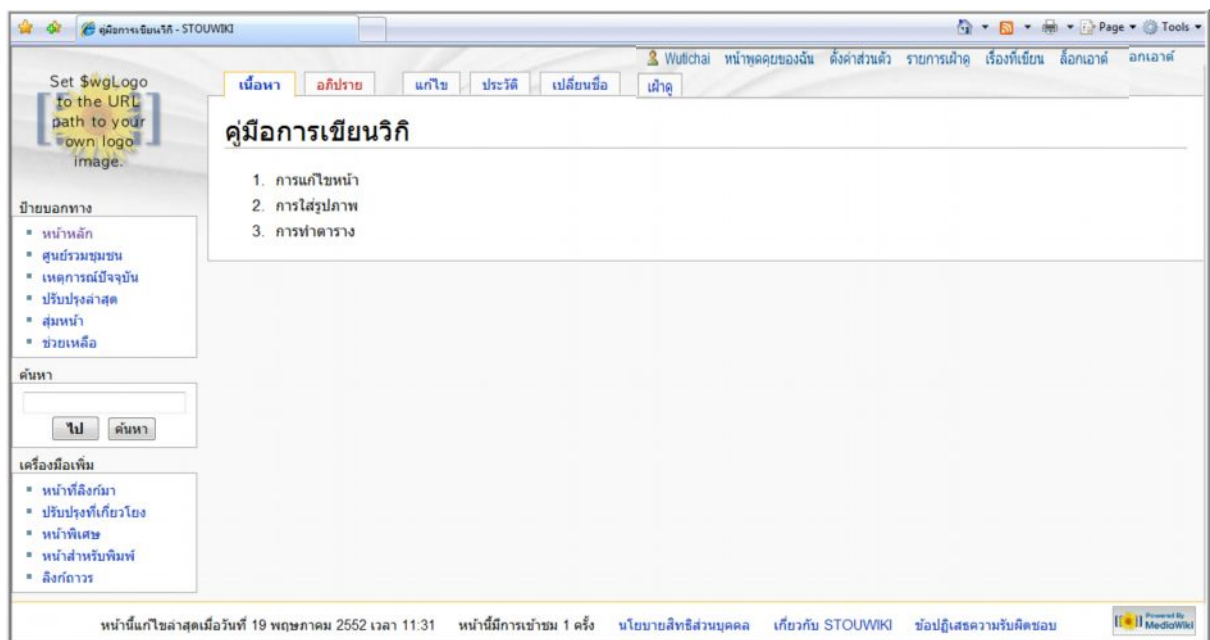 คู่มือการเขียนวิกิ - STOUWIKI
Page Tools
Wutichai หน้าพูดคุยของฉัน ตั้งค่าส่วนตัว รายการเฝ้าดู เรื่องที่เขียน ล็อกเอาต์ อกเอาต์
Set $wgLogo
to the URL
path to your
own logo
image.
เนื้อหา อภิปราย แก้ไข ประวัติ เปลี่ยนชื่อ เฝ้าดู
คู่มือการเขียนวิกิ
1. การแก้ไขหน้า
2. การใส่รูปภาพ
3. การทำตาราง
ป้ายบอกทาง
หน้าหลัก
ศูนย์รวมชุมชน
เหตุการณ์ปัจจุบัน
ปรับปรุงล่าสุด
สุ่มหน้า
ช่วยเหลือ
ค้นหา
ไป ค้นหา
เครื่องมือเพิ่ม
หน้าที่ลิงก์มา
ปรับปรุงที่เกี่ยวโยง
หน้าพิเศษ
หน้าสำหรับพิมพ์
ลิงก์ถาวร
หน้านี้แก้ไขล่าสุดเมื่อวันที่ 19 พฤษภาคม 2552 เวลา 11:31 หน้านี้มีการเข้าชม 1 ครั้ง นโยบายสิทธิส่วนบุคคล เกี่ยวกับ STOUWIKI ข้อปฏิเสธความรับผิดชอบ
Powered By
MediaWiki